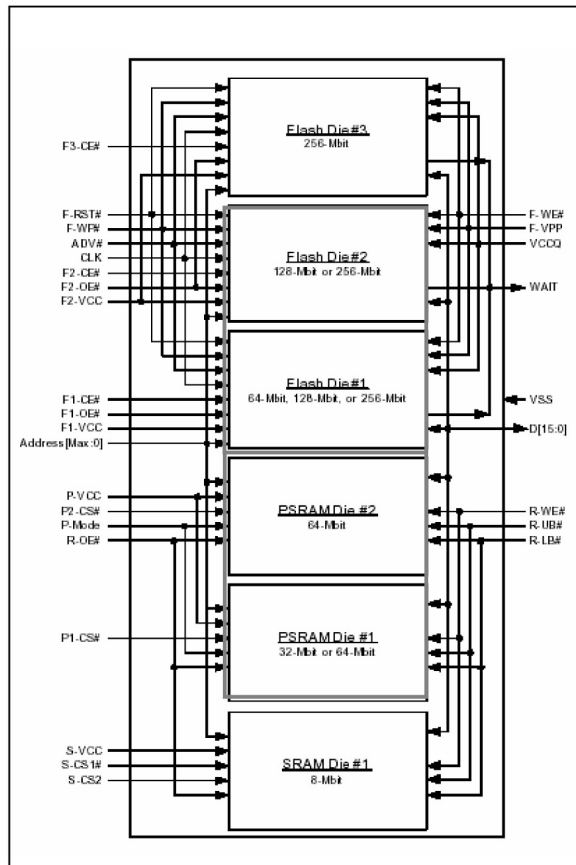 Flash Die#3
256-Mbit
F3-CE#
F-RST#
F-WP#
ADV#
CLK
F2-CE#
F2-OE#
F2-VCC
Flash Die#2
128-Mbit or 256-Mbit
F-WE#
F-VPP
VCCQ
WAIT
Flash Die#1
64-Mbit, 128-Mbit, or 256-Mbit
F1-CE#
F1-OE#
F1-VCC
Address[Max:0]
VSS
D[15:0]
P-VCC
P2-CS#
P-Mode
R-OE#
PSRAM Die #2
64-Mbit
R-WE#
R-UB#
R-LB#
P1-CS#
PSRAM Die #1
32-Mbit or 64-Mbit
S-VCC
S-CS1#
S-CS2
SRAM Die #1
8-Mbit